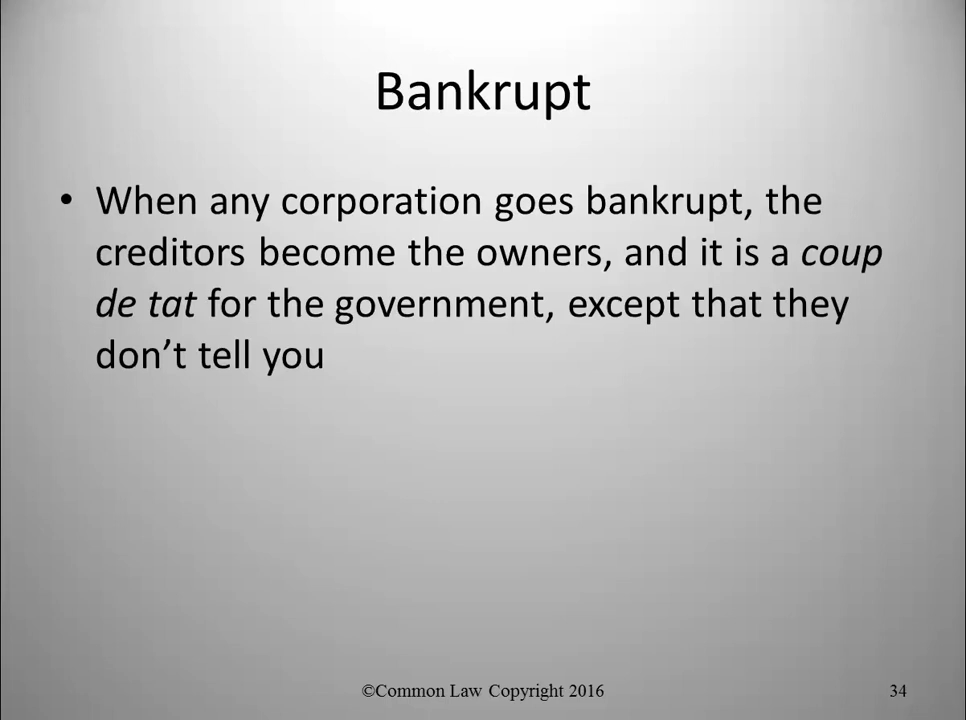 Bankrupt
• When any corporation goes bankrupt, the
creditors become the owners, and it is a coup
de tat for the government, except that they
don’t tell you
©Common Law Copyright 2016
34